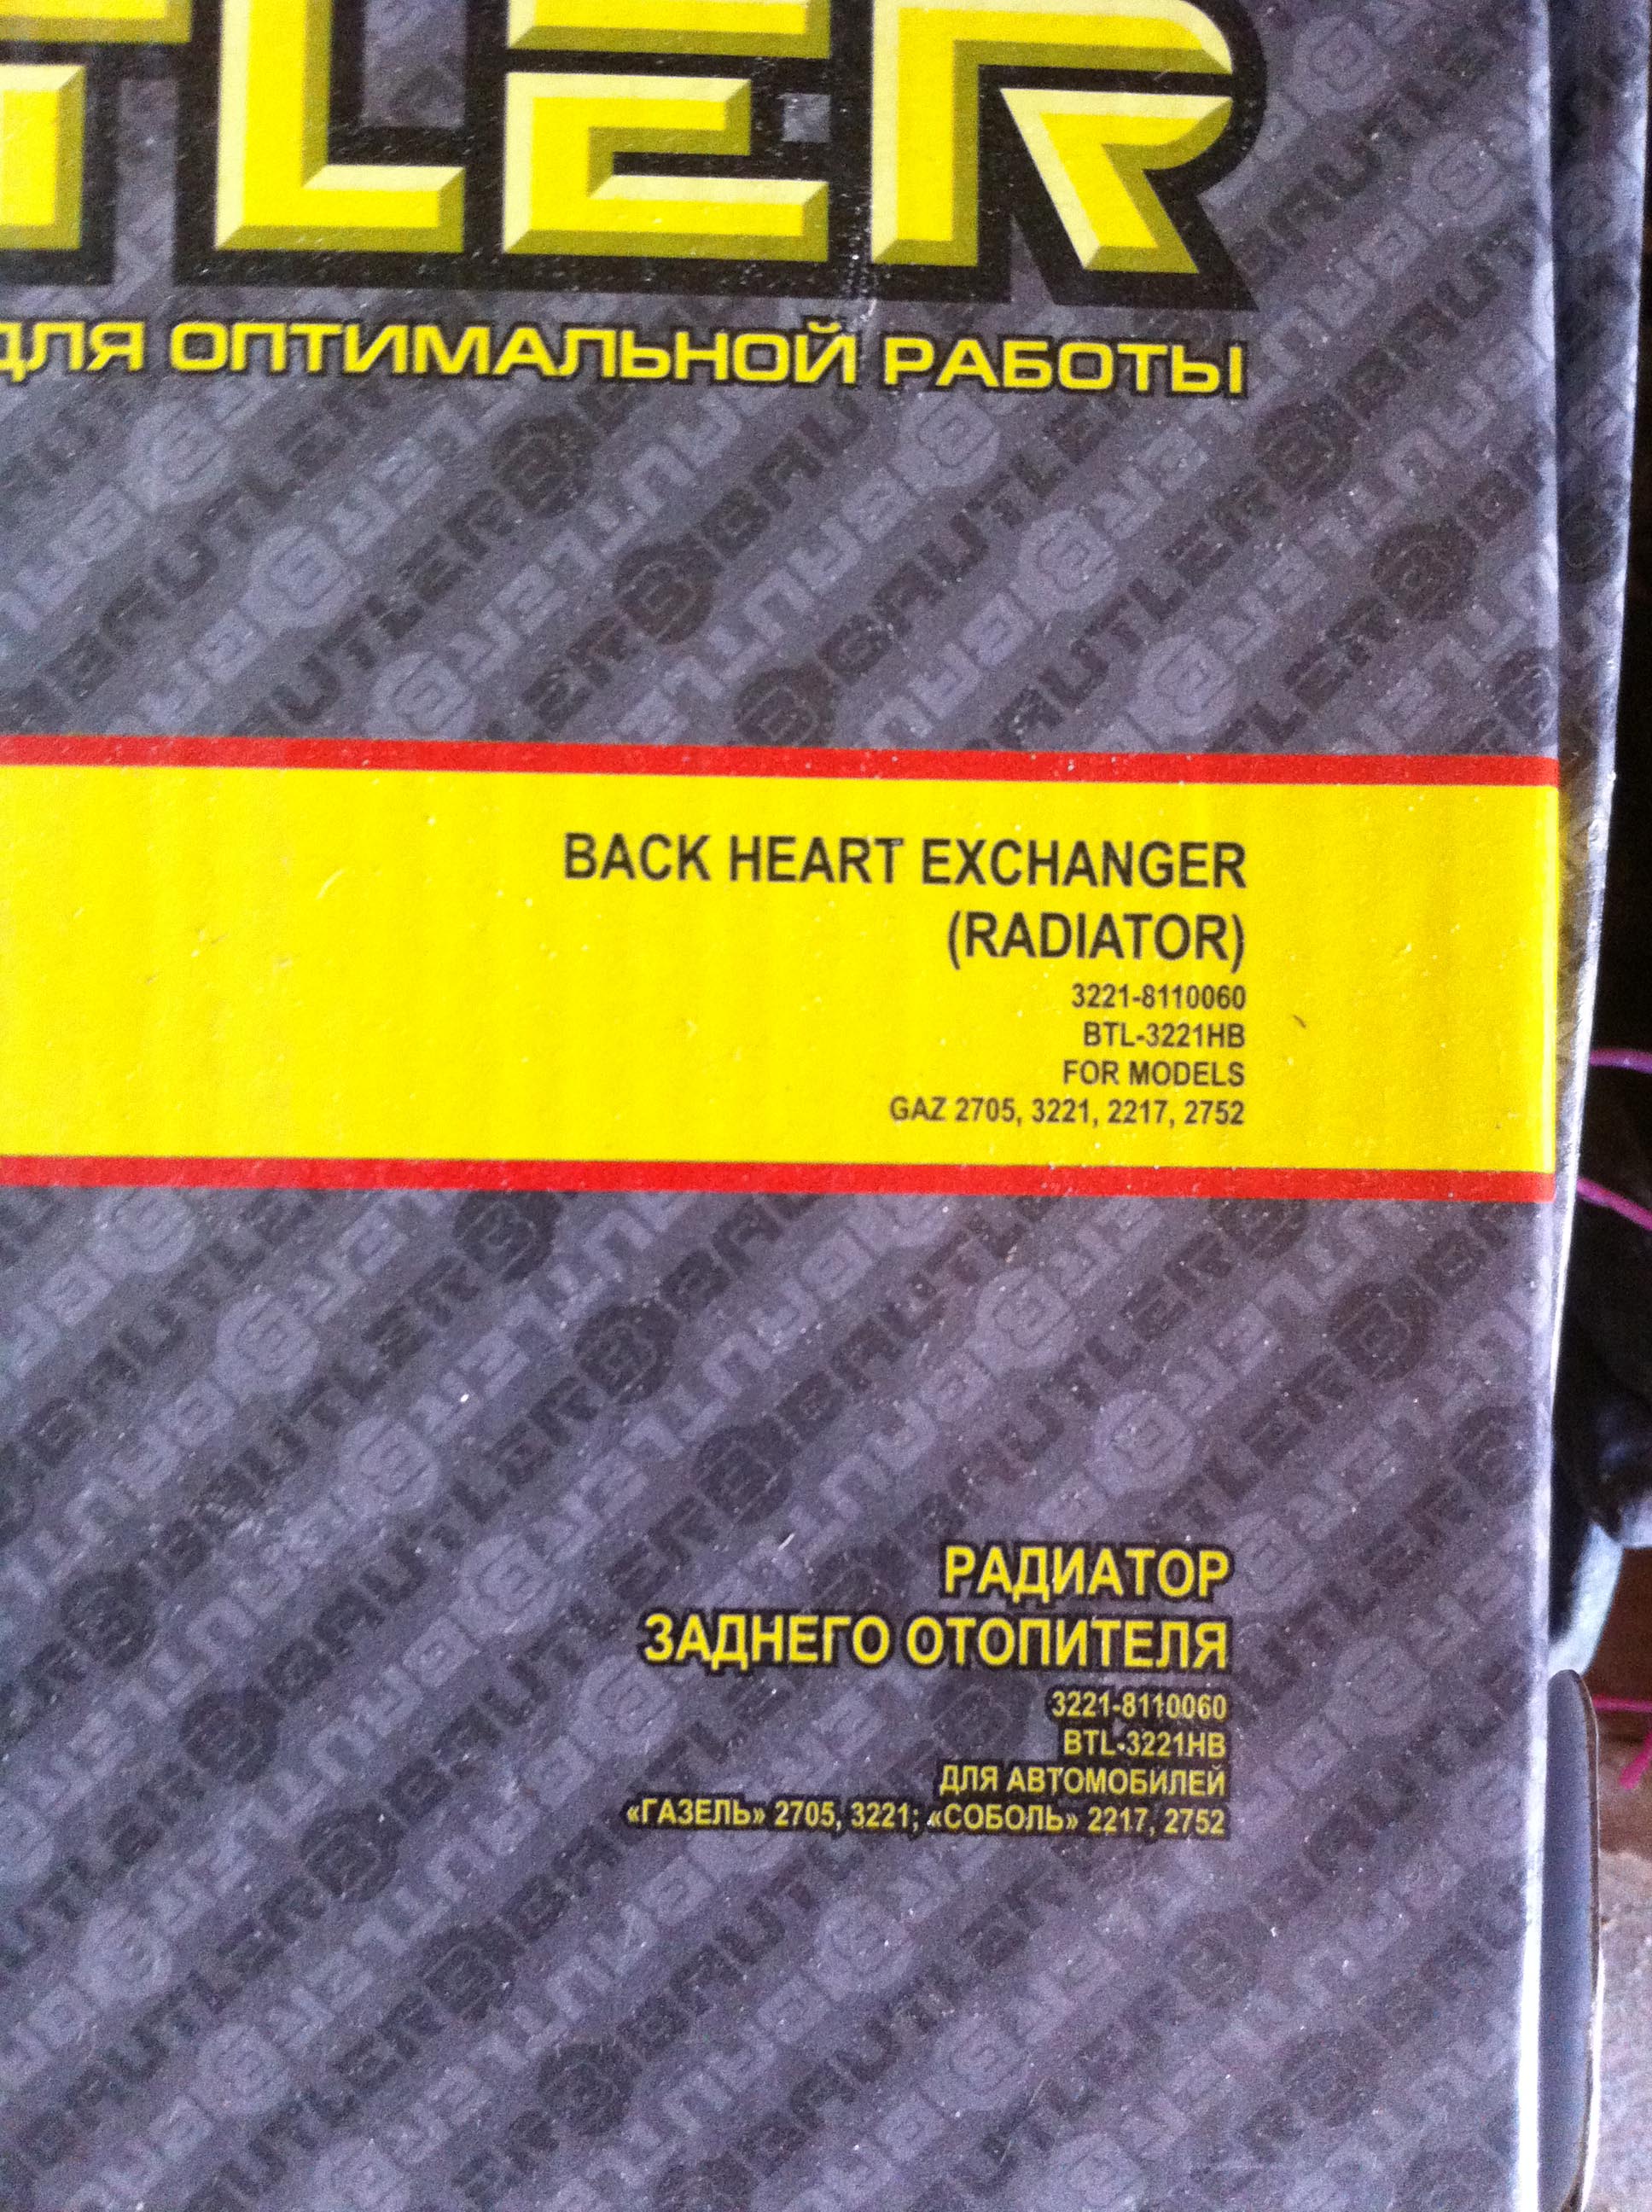 TLER
ДЛЯ ОПТИМАЛЬНОЙ РАБОТЫ
BACK HEART EXCHANGER
(RADIATOR)
3221-8110060
BTL-3221HB
FOR MODELS
GAZ 2705, 3221, 2217, 2752
РАДИАТОР
ЗАДНЕГО ОТОПИТЕЛЯ
3221-8110060
BTL-3221HB
ДЛЯ АВТОМОБИЛЕЙ
«ГАЗЕЛЬ» 2705, 3221; «СОБОЛЬ» 2217, 2752